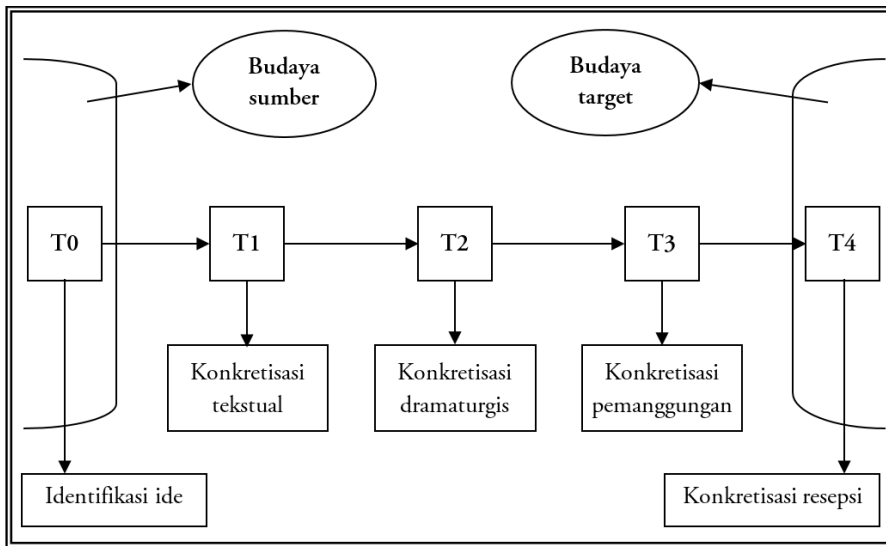 Budaya
sumber
Budaya
target
T0
T1
T2
T3
T4
Konkretisasi
tekstual
Konkretisasi
dramaturgis
Konkretisasi
pemanggungan
Identifikasi ide
Konkretisasi resepsi